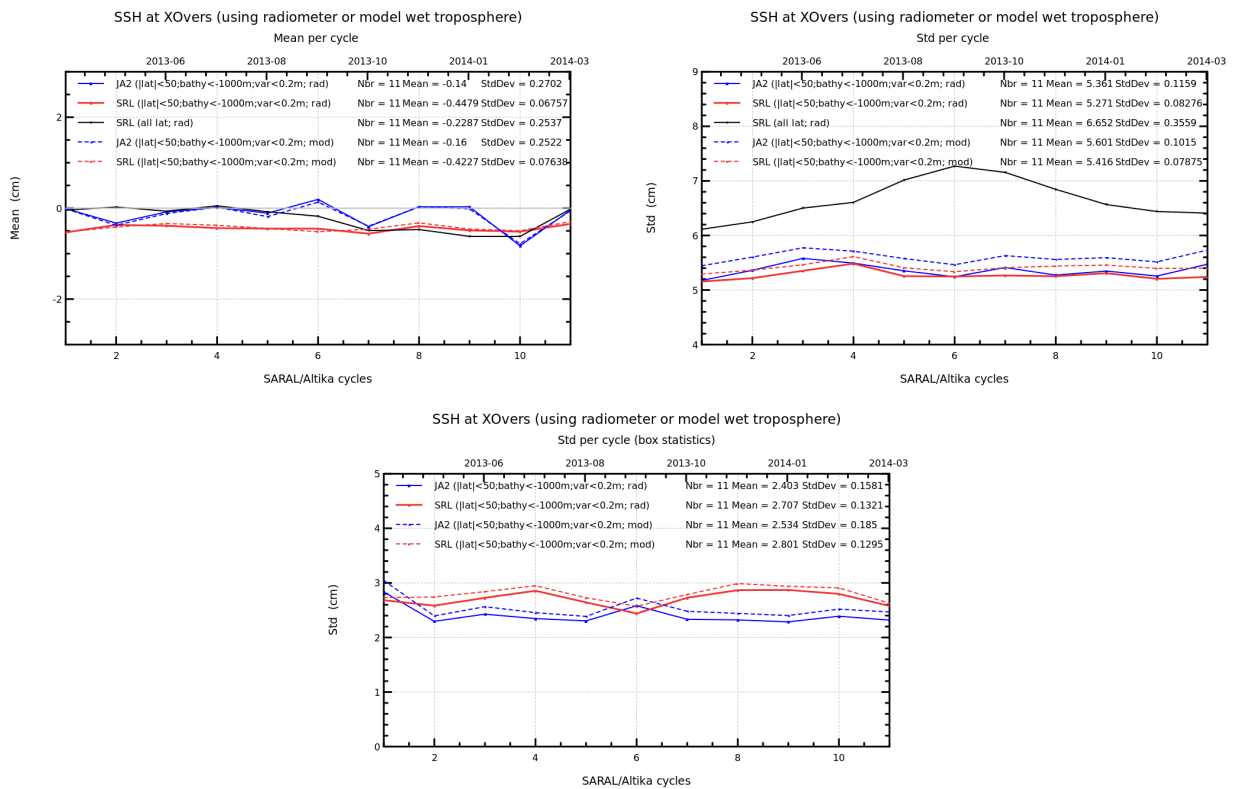 SSH at XOvers (using radiometer or model wet troposphere)
Mean per cycle
2013-06 2013-08 2013-10 2014-01 2014-03
JA2 (|lat|<50;bathy<-1000m;var<0.2m; rad) Nbr = 11 Mean = -0.14 StdDev = 0.2702
SRL (|lat|<50;bathy<-1000m;var<0.2m; rad) Nbr = 11 Mean = -0.4479 StdDev = 0.06757
SRL (all lat; rad) Nbr = 11 Mean = -0.2287 StdDev = 0.2537
JA2 (|lat|<50;bathy<-1000m;var<0.2m; mod) Nbr = 11 Mean = -0.16 StdDev = 0.2522
SRL (|lat|<50;bathy<-1000m;var<0.2m; mod) Nbr = 11 Mean = -0.4227 StdDev = 0.07638
Mean (cm)
2
0
-2
2 4 6 8 10
SARAL/Altika cycles
SSH at XOvers (using radiometer or model wet troposphere)
Std per cycle
2013-06 2013-08 2013-10 2014-01 2014-03
JA2 (|lat|<50;bathy<-1000m;var<0.2m; rad) Nbr = 11 Mean = 5.361 StdDev = 0.1159
SRL (|lat|<50;bathy<-1000m;var<0.2m; rad) Nbr = 11 Mean = 5.271 StdDev = 0.08276
SRL (all lat; rad) Nbr = 11 Mean = 6.652 StdDev = 0.3559
JA2 (|lat|<50;bathy<-1000m;var<0.2m; mod) Nbr = 11 Mean = 5.601 StdDev = 0.1015
SRL (|lat|<50;bathy<-1000m;var<0.2m; mod) Nbr = 11 Mean = 5.416 StdDev = 0.07875
Std (cm)
9
8
7
6
5
4
2 4 6 8 10
SARAL/Altika cycles
SSH at XOvers (using radiometer or model wet troposphere)
Std per cycle (box statistics)
2013-06 2013-08 2013-10 2014-01 2014-03
JA2 (|lat|<50;bathy<-1000m;var<0.2m; rad) Nbr = 11 Mean = 2.403 StdDev = 0.1581
SRL (|lat|<50;bathy<-1000m;var<0.2m; rad) Nbr = 11 Mean = 2.707 StdDev = 0.1321
JA2 (|lat|<50;bathy<-1000m;var<0.2m; mod) Nbr = 11 Mean = 2.534 StdDev = 0.185
SRL (|lat|<50;bathy<-1000m;var<0.2m; mod) Nbr = 11 Mean = 2.801 StdDev = 0.1295
Std (cm)
5
4
3
2
1
0
2 4 6 8 10
SARAL/Altika cycles